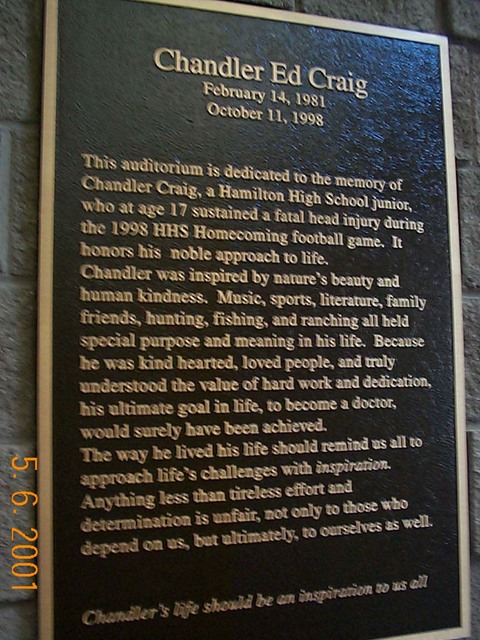 Chandler Ed Craig
February 14, 1981
October 11, 1998
This auditorium is dedicated to the memory of
Chandler Craig, a Hamilton High School junior,
who at age 17 sustained a fatal head injury during
the 1998 HHS Homecoming football game. It
honors his noble approach to life.
Chandler was inspired by nature's beauty and
human kindness. Music, sports, literature, family
friends, hunting, fishing, and ranching all held
special purpose and meaning in his life. Because
he was kind hearted, loved people, and truly
understood the value of hard work and dedication,
his ultimate goal in life, to become a doctor,
would surely have been achieved.
The way he lived his life should remind us all to
approach life's challenges with inspiration.
Anything less than tireless effort and
determination is unfair, not only to those who
depend on us, but ultimately, to ourselves as well.
Chandler's life should be an inspiration to us all
5. 6. 2001